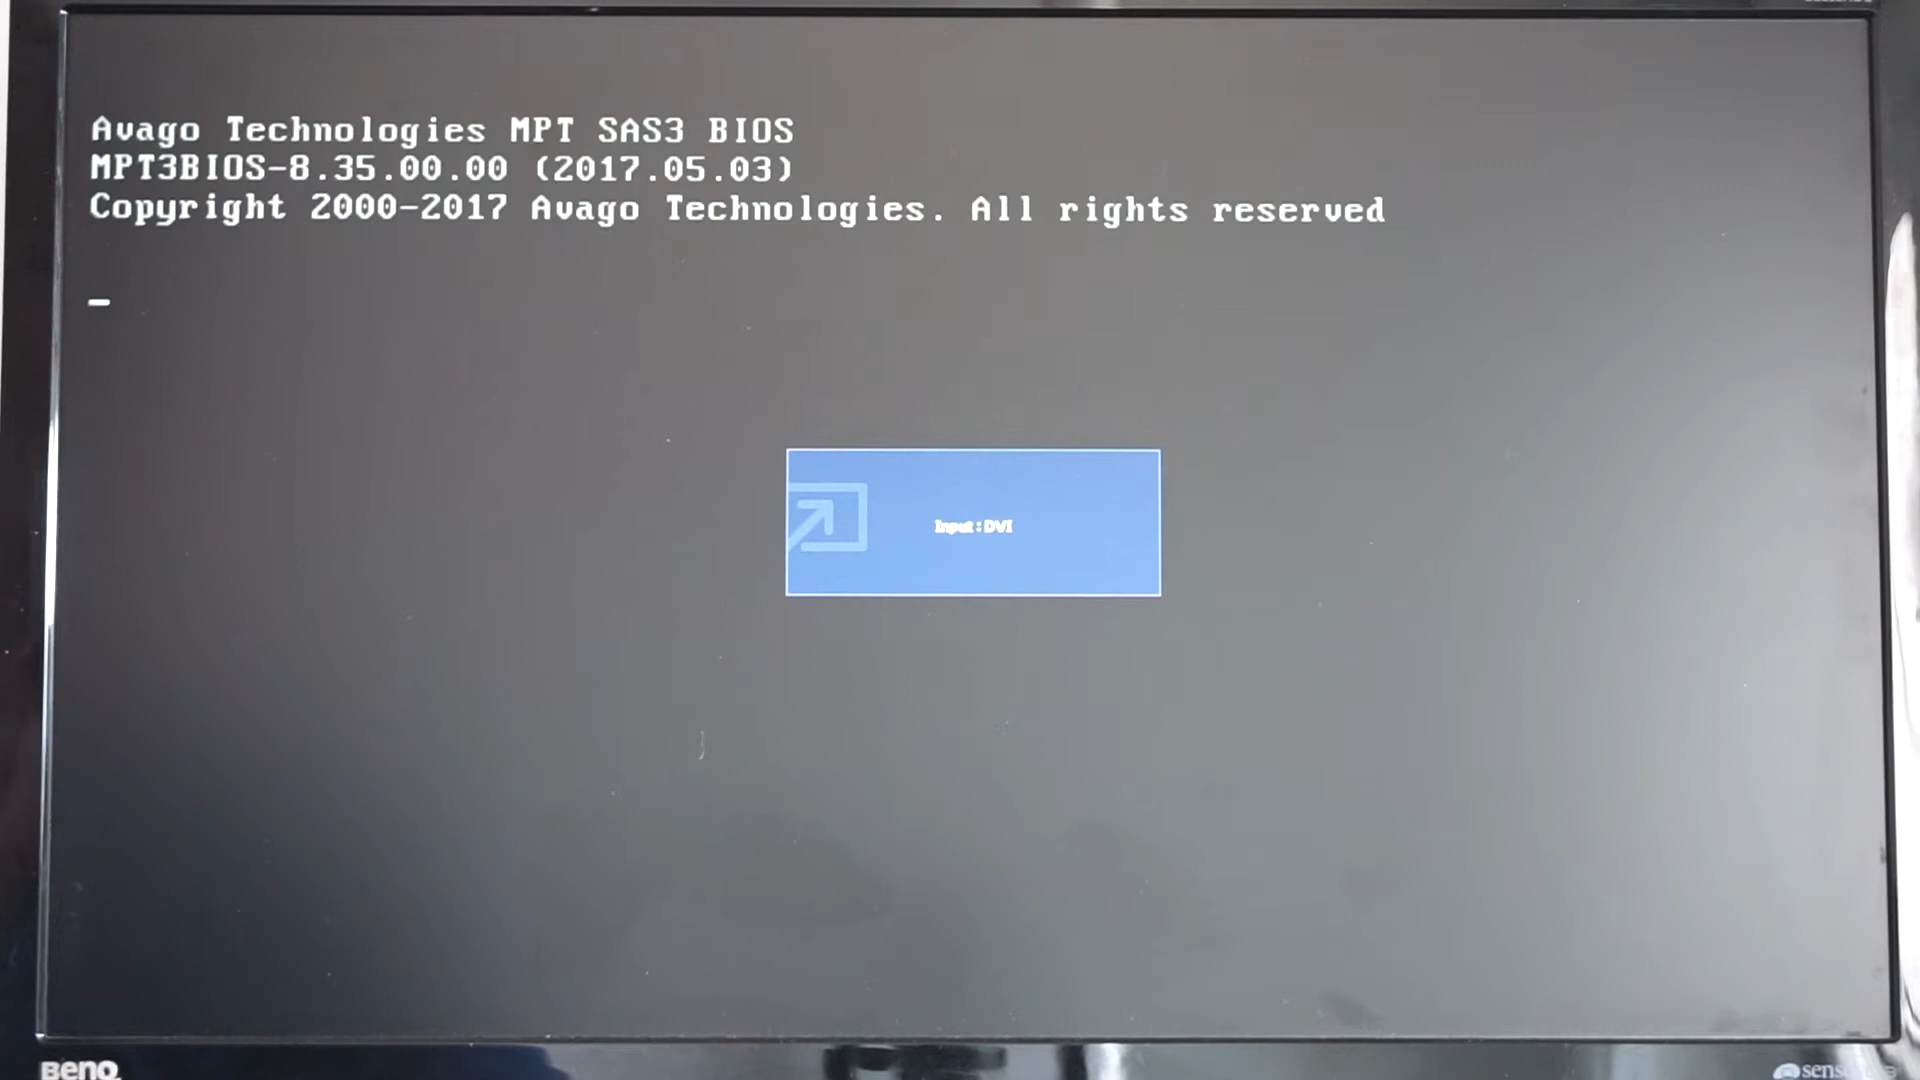 Avago Technologies MPT SAS3 BIOS
MPT3BIOS-8.35.00.00 (2017.05.03)
Copyright 2000-2017 Avago Technologies. All rights reserved
Input:DVI
BenQ